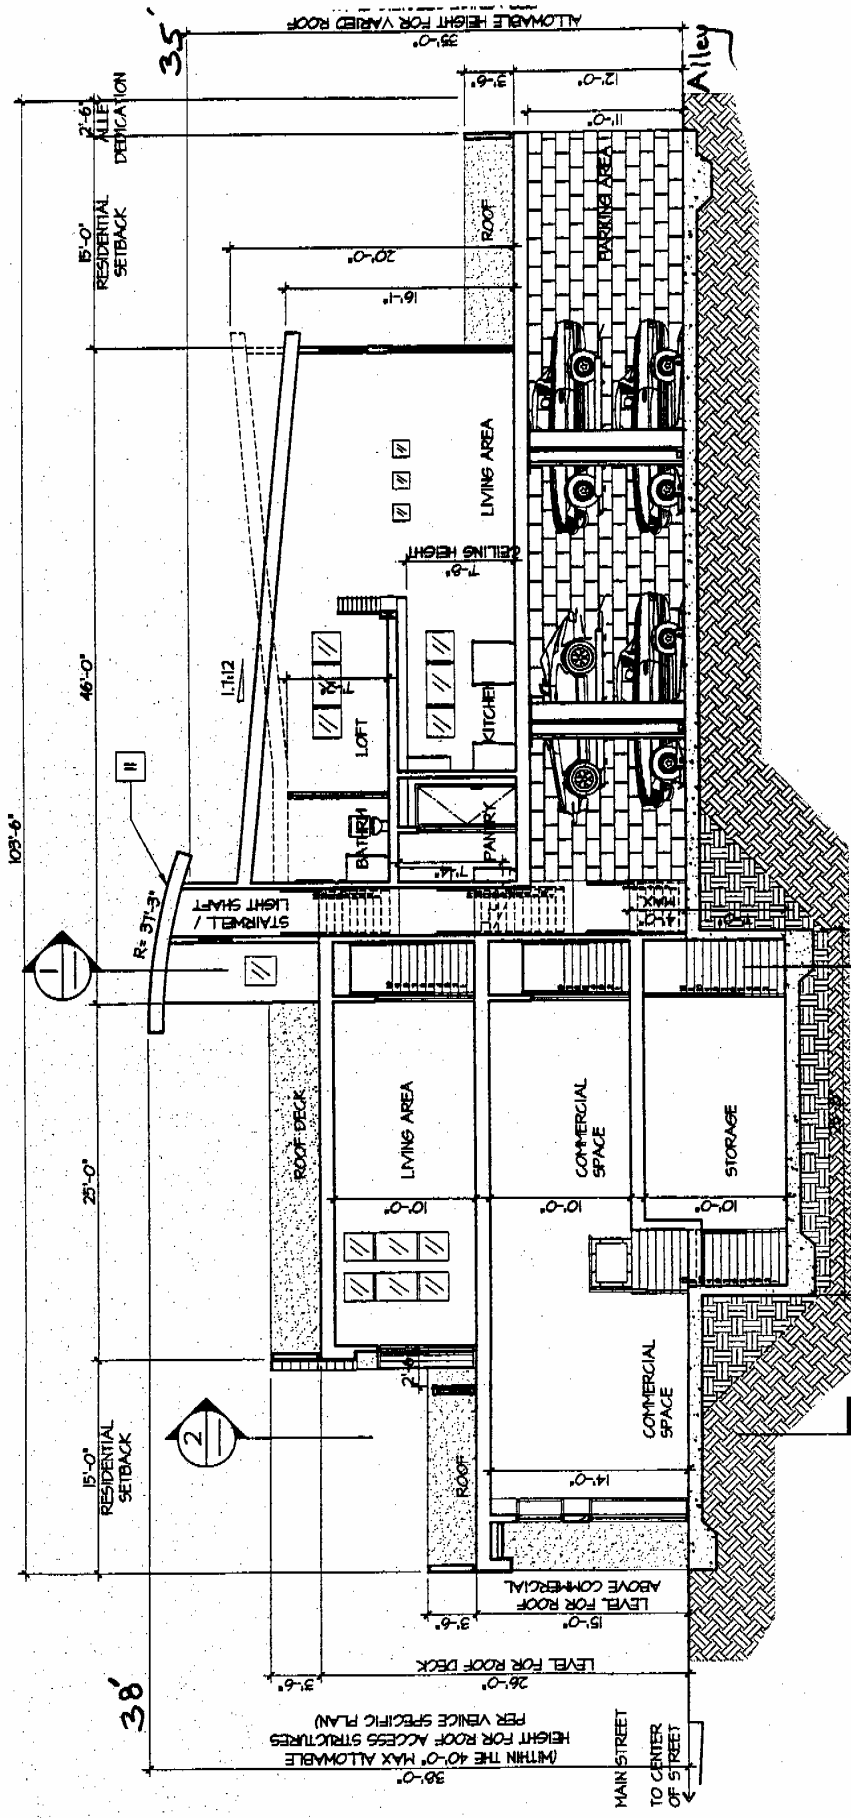 103'-6"
15'-0"
RESIDENTIAL
SETBACK
25'-0"
46'-0"
15'-0"
RESIDENTIAL
SETBACK
2'-6"
ALLEY
DEDICATION
38'
35'
1
2
11
R= 37'-3"
1.7:12
STAIRWELL /
LIGHT SHAFT
20'-0"
16'-1"
35'-0"
ALLOWABLE HEIGHT FOR VARIED ROOF
3'-6"
12'-0"
11'-0"
Alley
38'-0"
(WITHIN THE 40'-0" MAX ALLOWABLE
HEIGHT FOR ROOF ACCESS STRUCTURES
PER VENICE SPECIFIC PLAN)
3'-6"
26'-0"
LEVEL FOR ROOF DECK
3'-6"
15'-0"
LEVEL FOR ROOF
ABOVE COMMERCIAL
ROOF DECK
ROOF
2'-6"
LIVING AREA
10'-0"
BATHRM
LOFT
PANTRY
KITCHEN
7'-8"
CEILING HEIGHT
LIVING AREA
ROOF
COMMERCIAL
SPACE
10'-0"
COMMERCIAL
SPACE
14'-0"
STORAGE
10'-0"
4'-0"
MAX
PARKING AREA
MAIN STREET
TO CENTER
OF STREET